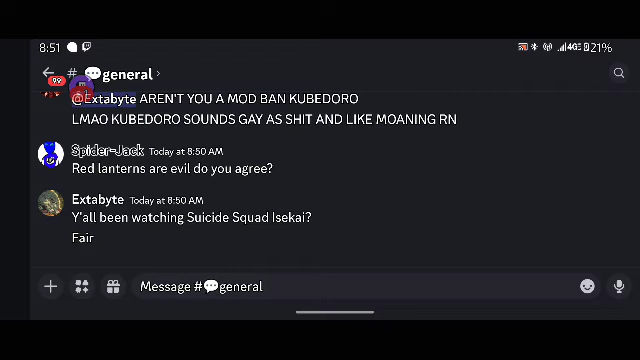 8:51 4G 21%
# 💬general ›
99
@Extabyte AREN'T YOU A MOD BAN KUBEDORO
LMAO KUBEDORO SOUNDS GAY AS SHIT AND LIKE MOANING RN
Spider-Jack Today at 8:50 AM
Red lanterns are evil do you agree?
Extabyte Today at 8:50 AM
Y'all been watching Suicide Squad Isekai?
Fair
Message #💬general